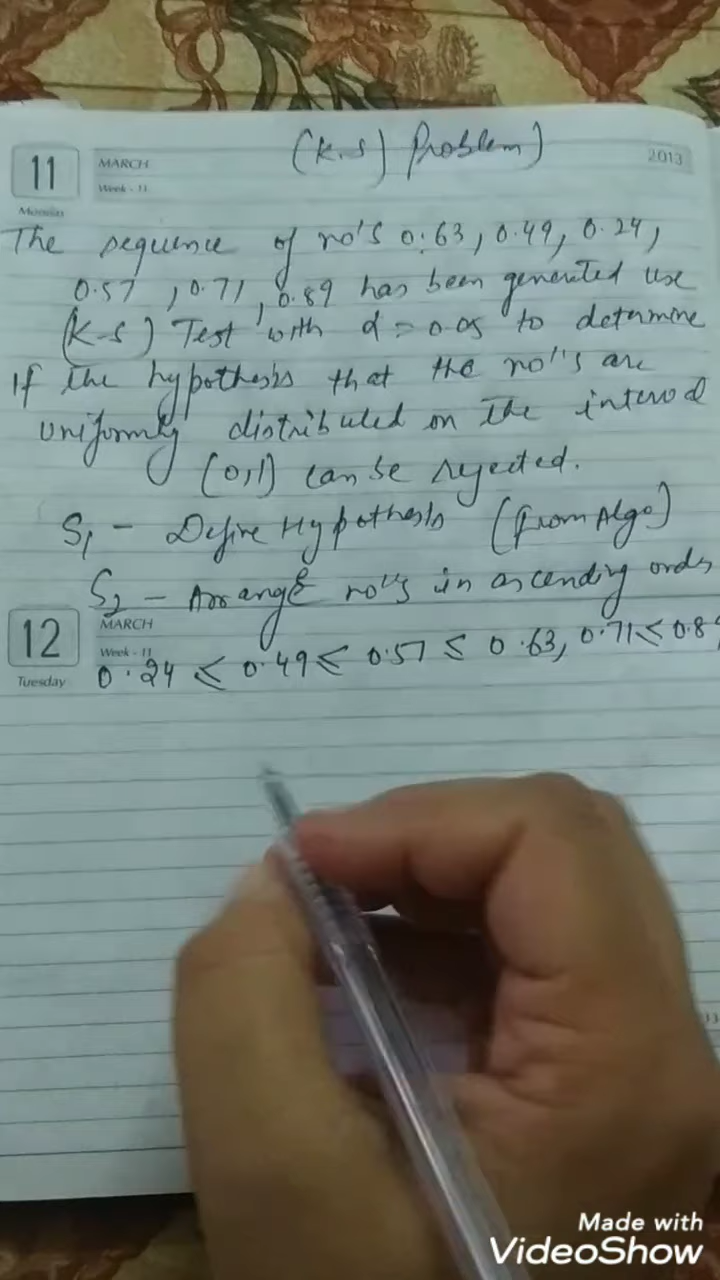 (K.S) Problem)
11
MARCH
2013
Week - 11
Monday
The sequence of no's 0.63, 0.49, 0.24,
0.57, 0.71, 0.89 has been generated use
(K-S) Test with α = 0.05 to determine
If the hypothesis that the no''s are
uniformly distributed on the interval
(0,1) can be rejected.
S1 - Define Hypothesis (from Algo)
S2 - Arrange no''s in ascending order
12
MARCH
Week - 11
Tuesday
0.24 ≤ 0.49 ≤ 0.57 ≤ 0.63, 0.71 ≤ 0.89
Made with
VideoShow